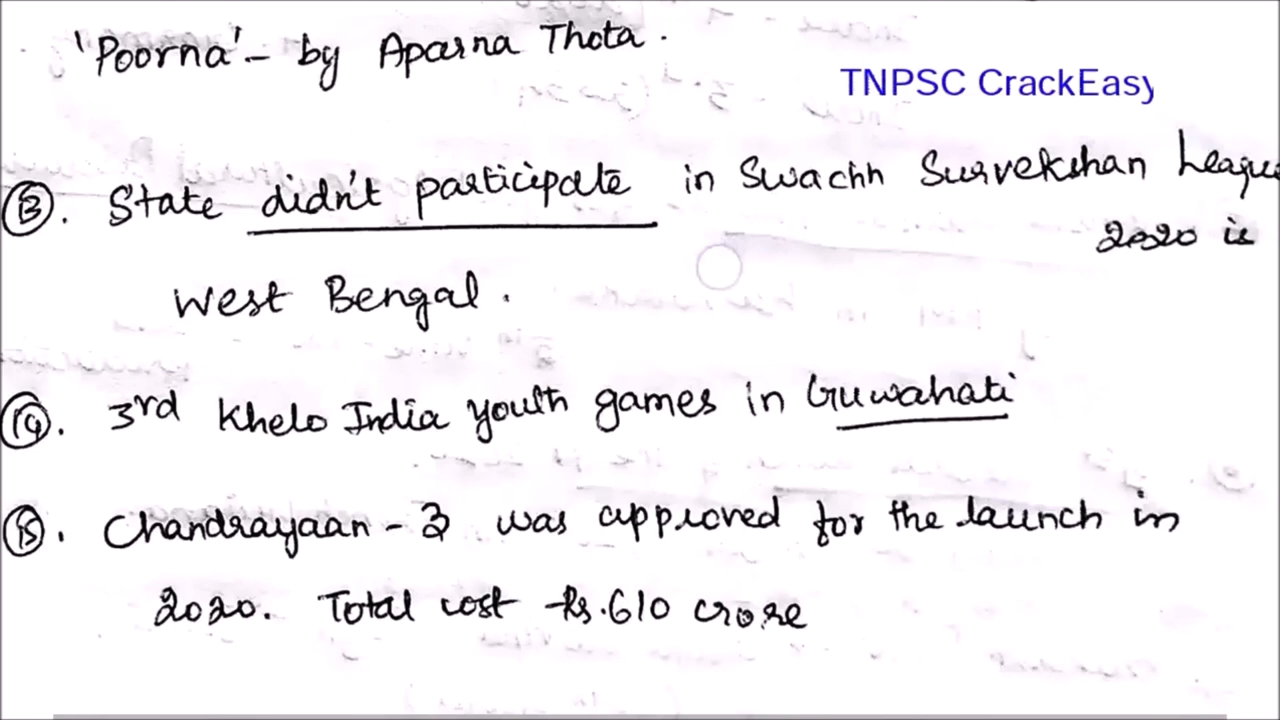 'Poorna' - by Aparna Thota.
TNPSC CrackEasy
13. State didn't participate in Swachh Survekshan League
2020 is
West Bengal.
14. 3rd Khelo India youth games in Guwahati
15. Chandrayaan - 3 was approved for the launch in
2020. Total cost Rs.610 crore